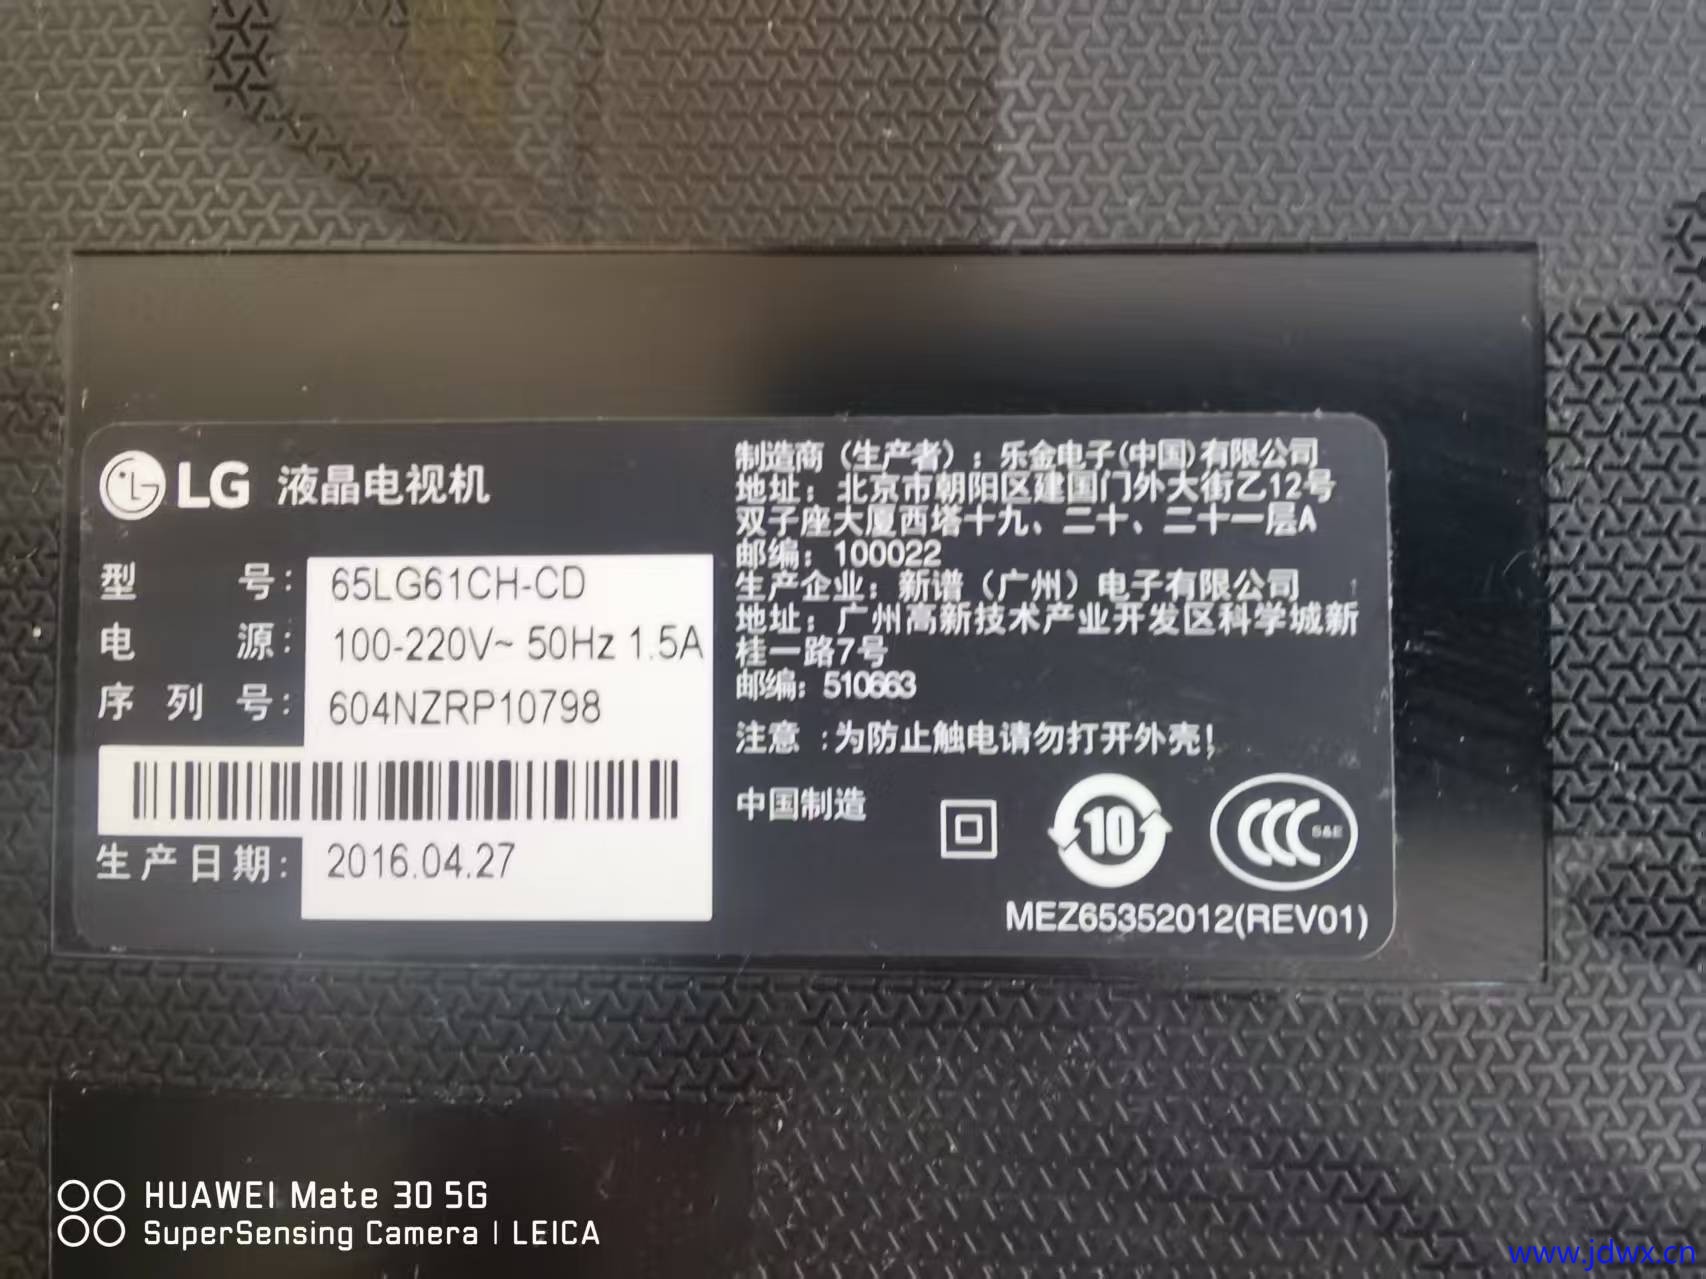 LG 液晶电视机
型 号: 65LG61CH-CD
电 源: 100-220V~ 50Hz 1.5A
序 列 号: 604NZRP10798
生产日期: 2016.04.27
制造商（生产者）: 乐金电子(中国)有限公司
地址: 北京市朝阳区建国门外大街乙12号
双子座大厦西塔十九、二十、二十一层A
邮编: 100022
生产企业: 新谱（广州）电子有限公司
地址: 广州高新技术产业开发区科学城新
桂一路7号
邮编: 510663
注意 :为防止触电请勿打开外壳!
中国制造
10
CCC S&E
MEZ65352012(REV01)
HUAWEI Mate 30 5G
SuperSensing Camera | LEICA
www.jdwx.cn